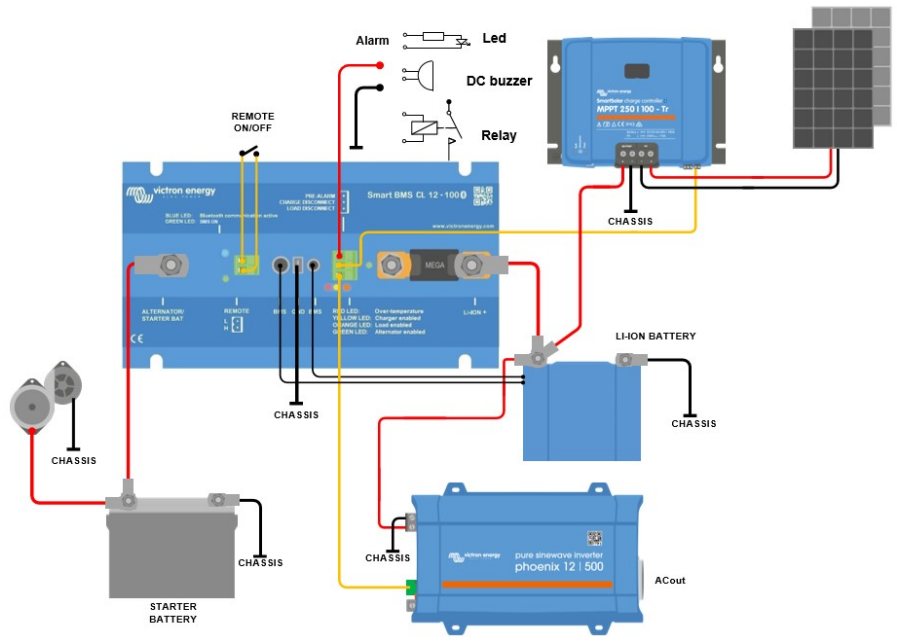 Alarm
Led
DC buzzer
Relay
REMOTE
ON/OFF
victron energy
BLUE POWER
PRE-ALARM
CHARGE DISCONNECT
LOAD DISCONNECT
Smart BMS CL 12-100
BLUE LED: Bluetooth communication active
GREEN LED: BMS ON
www.victronenergy.com
MEGA
ALTERNATOR/
STARTER BAT.
REMOTE
L
H
BMS
GND
BMS
RED LED: Over-temperature
YELLOW LED: Charger enabled
ORANGE LED: Load enabled
GREEN LED: Alternator enabled
LI-ION +
CE
CHASSIS
victron energy
SmartSolar charge controller
MPPT 250 | 100 - Tr
CHASSIS
LI-ION BATTERY
CHASSIS
CHASSIS
CHASSIS
STARTER
BATTERY
CHASSIS
victron energy
pure sinewave inverter
phoenix 12 | 500
ACout